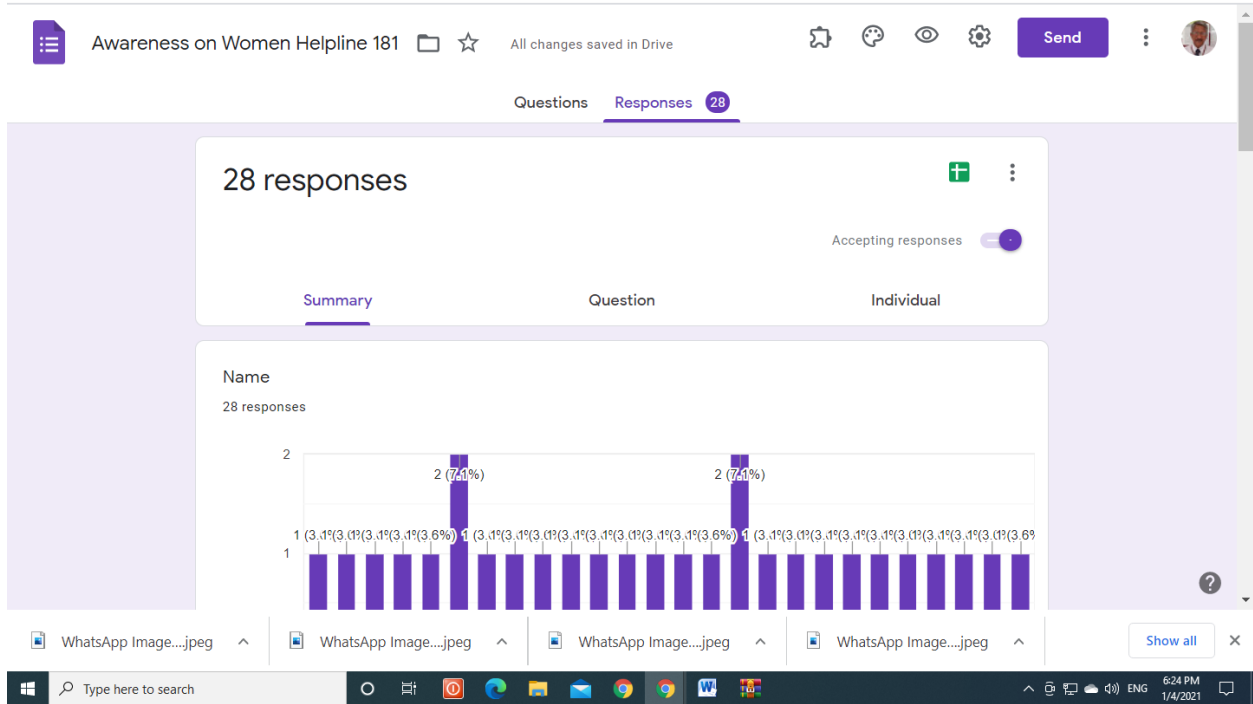 Awareness on Women Helpline 181
All changes saved in Drive
Send
Questions
Responses 28
28 responses
Accepting responses
Summary
Question
Individual
Name
28 responses
2
2 (7.1%)
2 (7.1%)
1
WhatsApp Image....jpeg
WhatsApp Image....jpeg
WhatsApp Image....jpeg
WhatsApp Image....jpeg
Show all
Type here to search
ENG
6:24 PM
1/4/2021